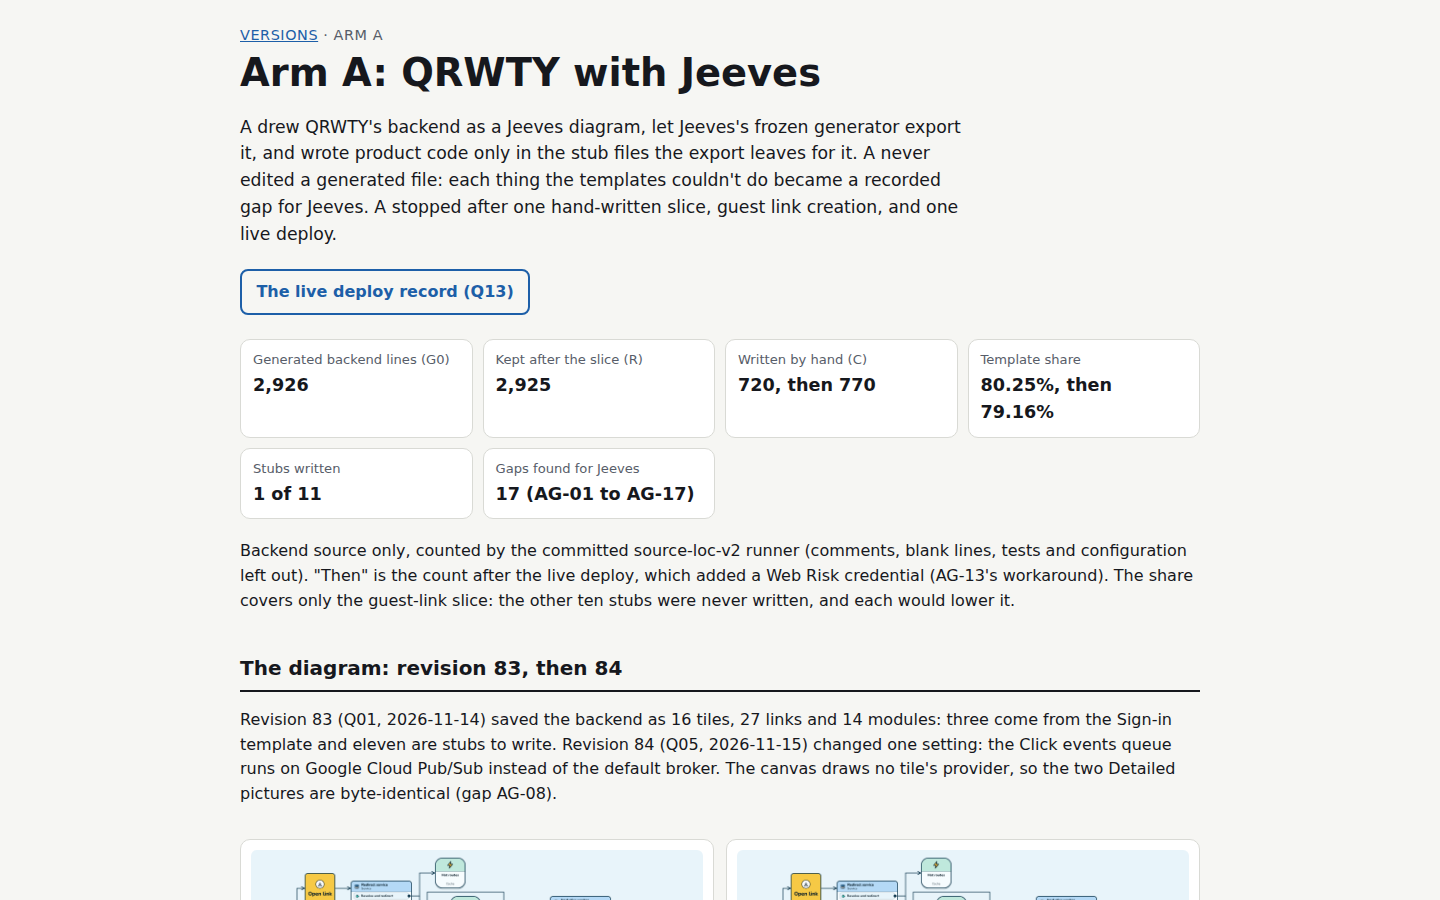 VERSIONS · ARM A
Arm A: QRWTY with Jeeves
A drew QRWTY's backend as a Jeeves diagram, let Jeeves's frozen generator export
it, and wrote product code only in the stub files the export leaves for it. A never
edited a generated file: each thing the templates couldn't do became a recorded
gap for Jeeves. A stopped after one hand-written slice, guest link creation, and one
live deploy.
The live deploy record (Q13)
Generated backend lines (G0)
2,926
Kept after the slice (R)
2,925
Written by hand (C)
720, then 770
Template share
80.25%, then
79.16%
Stubs written
1 of 11
Gaps found for Jeeves
17 (AG-01 to AG-17)
Backend source only, counted by the committed source-loc-v2 runner (comments, blank lines, tests and configuration
left out). "Then" is the count after the live deploy, which added a Web Risk credential (AG-13's workaround). The share
covers only the guest-link slice: the other ten stubs were never written, and each would lower it.
The diagram: revision 83, then 84
Revision 83 (Q01, 2026-11-14) saved the backend as 16 tiles, 27 links and 14 modules: three come from the Sign-in
template and eleven are stubs to write. Revision 84 (Q05, 2026-11-15) changed one setting: the Click events queue
runs on Google Cloud Pub/Sub instead of the default broker. The canvas draws no tile's provider, so the two Detailed
pictures are byte-identical (gap AG-08).
Open link
Open link